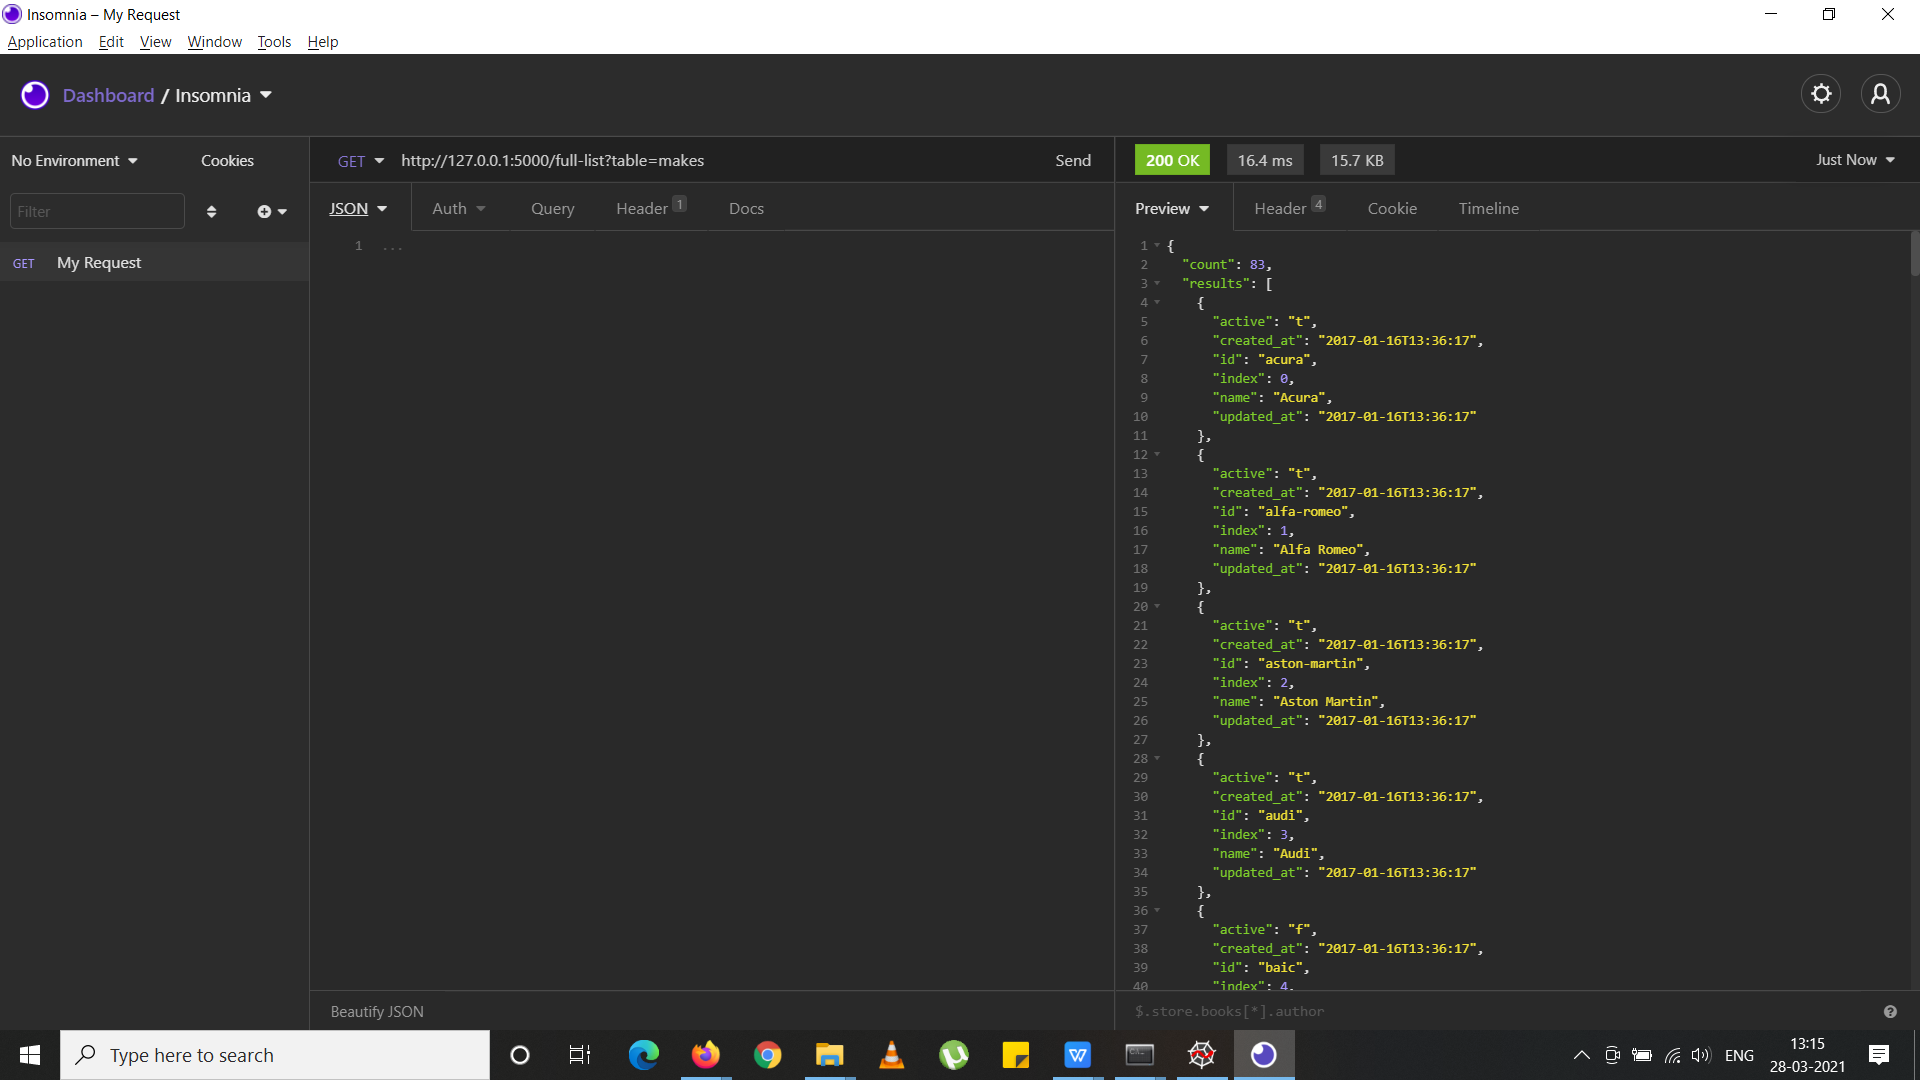 Insomnia – My Request
Application Edit View Window Tools Help
Dashboard / Insomnia
No Environment Cookies
Filter
GET My Request
GET http://127.0.0.1:5000/full-list?table=makes Send
JSON Auth Query Header 1 Docs
1 ...
Beautify JSON
200 OK 16.4 ms 15.7 KB Just Now
Preview Header 4 Cookie Timeline
1 {
2 "count": 83,
3 "results": [
4 {
5 "active": "t",
6 "created_at": "2017-01-16T13:36:17",
7 "id": "acura",
8 "index": 0,
9 "name": "Acura",
10 "updated_at": "2017-01-16T13:36:17"
11 },
12 {
13 "active": "t",
14 "created_at": "2017-01-16T13:36:17",
15 "id": "alfa-romeo",
16 "index": 1,
17 "name": "Alfa Romeo",
18 "updated_at": "2017-01-16T13:36:17"
19 },
20 {
21 "active": "t",
22 "created_at": "2017-01-16T13:36:17",
23 "id": "aston-martin",
24 "index": 2,
25 "name": "Aston Martin",
26 "updated_at": "2017-01-16T13:36:17"
27 },
28 {
29 "active": "t",
30 "created_at": "2017-01-16T13:36:17",
31 "id": "audi",
32 "index": 3,
33 "name": "Audi",
34 "updated_at": "2017-01-16T13:36:17"
35 },
36 {
37 "active": "f",
38 "created_at": "2017-01-16T13:36:17",
39 "id": "baic",
40 "index": 4,
$.store.books[*].author
Type here to search
W
ENG
13:15
28-03-2021